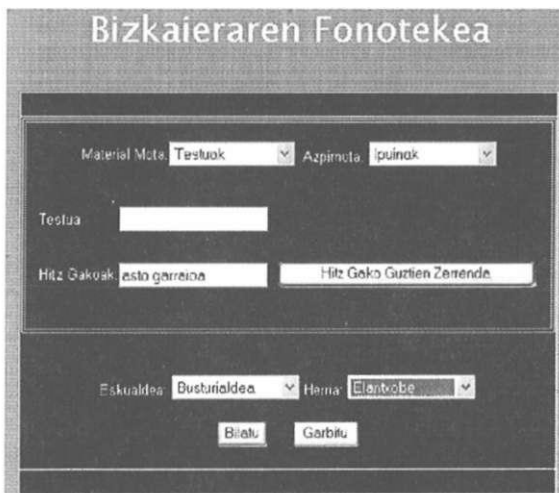 Bizkaieraren Fonotekea
Material Mota: Testuak Azpimota: Ipuinak
Testua
Hitz Gakoak: asto garraioa Hitz Gako Guztien Zerrenda
Eskualdea: Busturialdea Herria: Elantxobe
Bilatu Garbitu